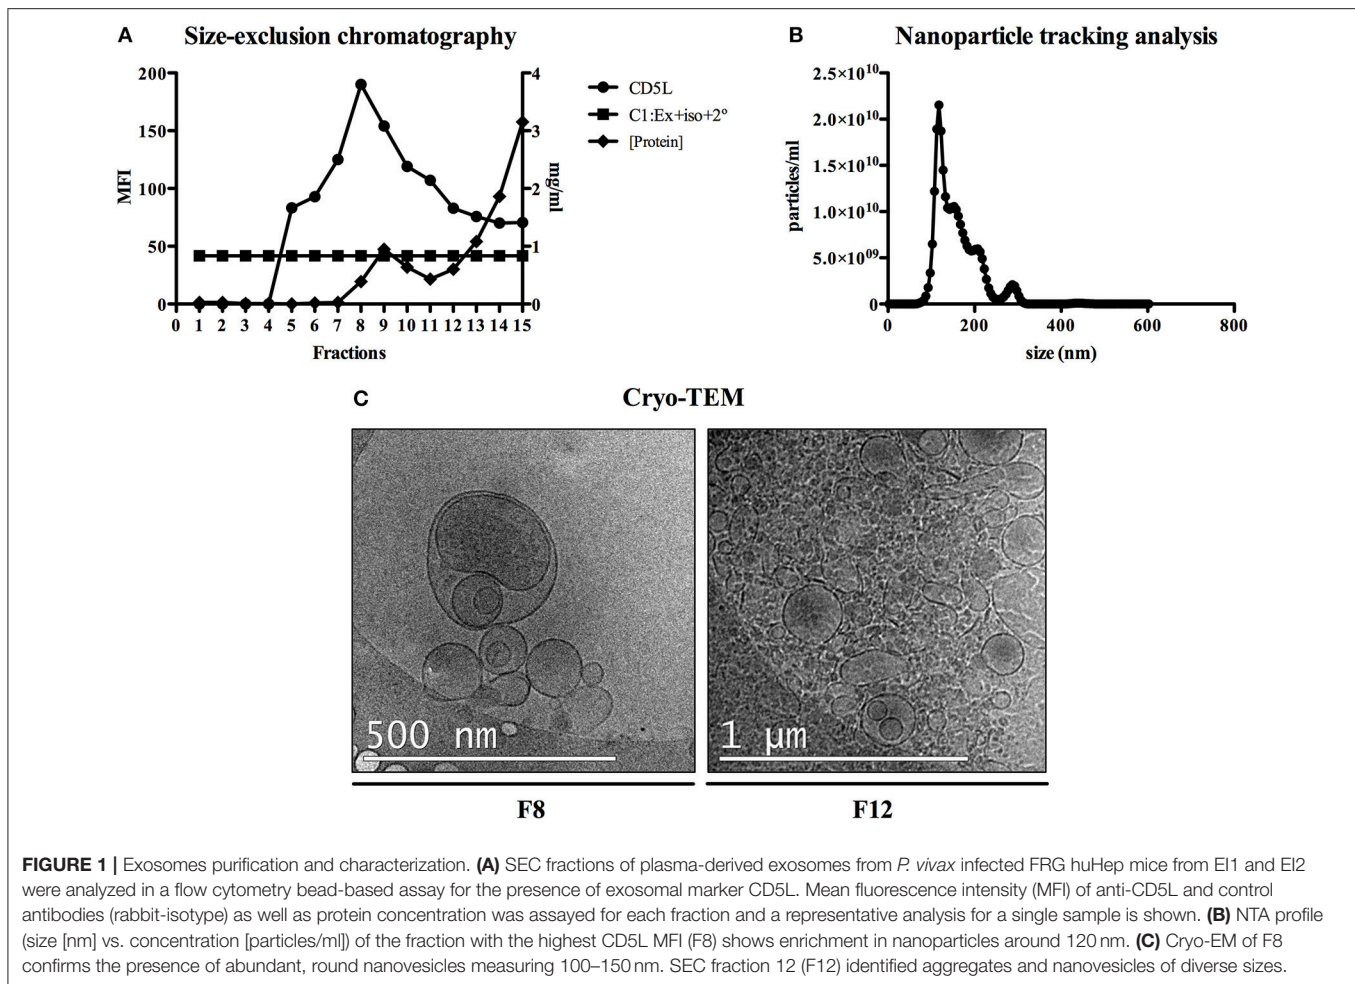 A
Size-exclusion chromatography
200
150
100
50
0
MFI
4
3
2
1
0
mg/ml
0 1 2 3 4 5 6 7 8 9 10 11 12 13 14 15
Fractions
CD5L
C1:Ex+iso+2º
[Protein]
B
Nanoparticle tracking analysis
2.5×10¹⁰
2.0×10¹⁰
1.5×10¹⁰
1.0×10¹⁰
5.0×10⁰⁹
0
particles/ml
0 200 400 600 800
size (nm)
C
Cryo-TEM
500 nm
1 µm
F8
F12
FIGURE 1 | Exosomes purification and characterization. (A) SEC fractions of plasma-derived exosomes from P. vivax infected FRG huHep mice from EI1 and EI2
were analyzed in a flow cytometry bead-based assay for the presence of exosomal marker CD5L. Mean fluorescence intensity (MFI) of anti-CD5L and control
antibodies (rabbit-isotype) as well as protein concentration was assayed for each fraction and a representative analysis for a single sample is shown. (B) NTA profile
(size [nm] vs. concentration [particles/ml]) of the fraction with the highest CD5L MFI (F8) shows enrichment in nanoparticles around 120 nm. (C) Cryo-EM of F8
confirms the presence of abundant, round nanovesicles measuring 100–150 nm. SEC fraction 12 (F12) identified aggregates and nanovesicles of diverse sizes.